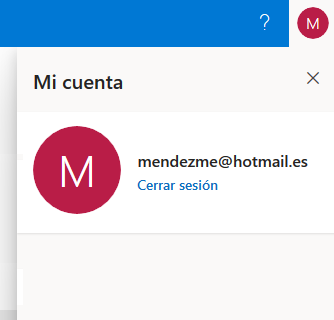 ?
M
Mi cuenta
M
mendezme@hotmail.es
Cerrar sesión